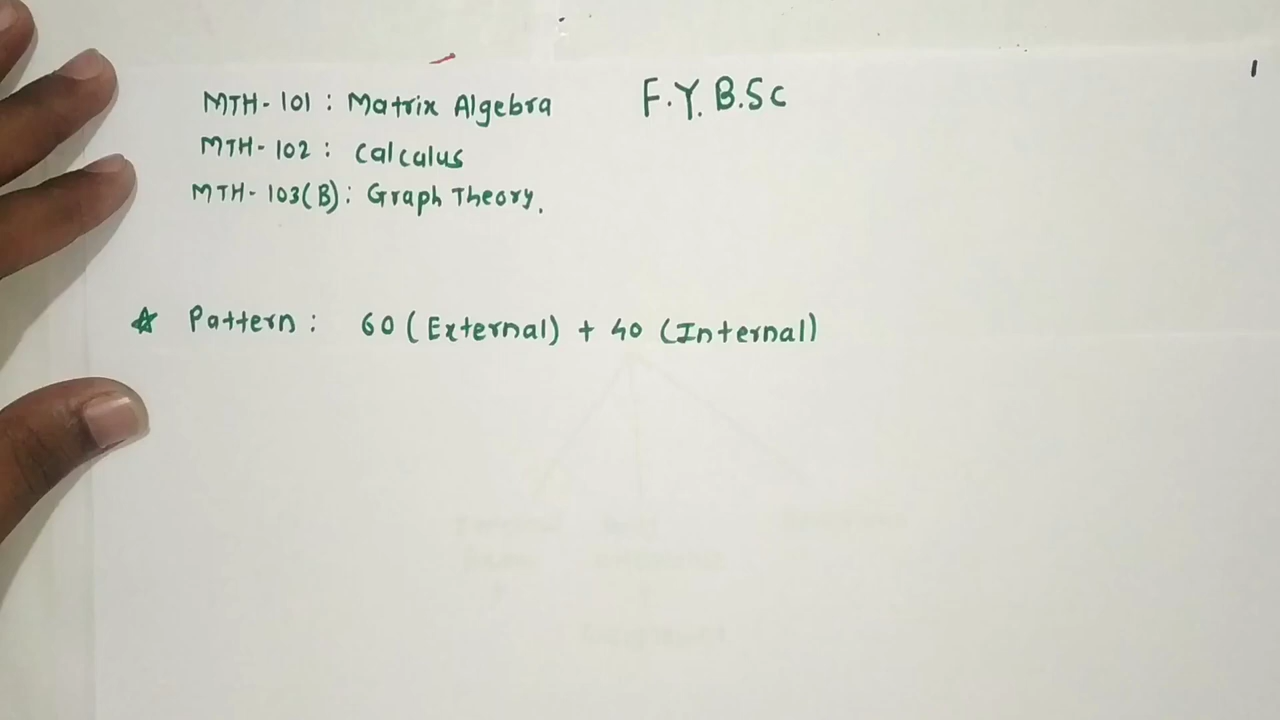 MTH-101 : Matrix Algebra F.Y.B.Sc
MTH-102 : Calculus
MTH-103(B) : Graph Theory.
☆ Pattern : 60 (External) + 40 (Internal)
1